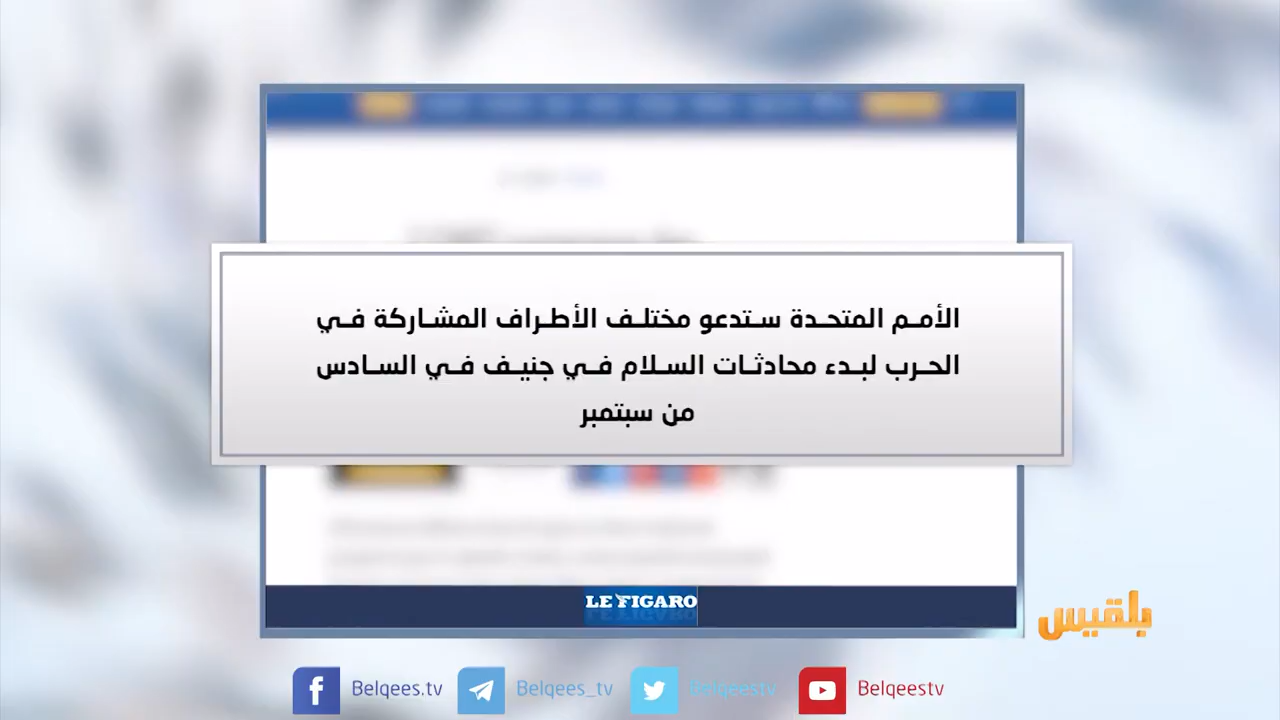 الأمم المتحدة ستدعو مختلف الأطراف المشاركة في
الحرب لبدء محادثات السلام في جنيف في السادس
من سبتمبر
LE FIGARO
بلقيس
Belqees.tv
Belqees_tv
Belqeestv
Belqeestv